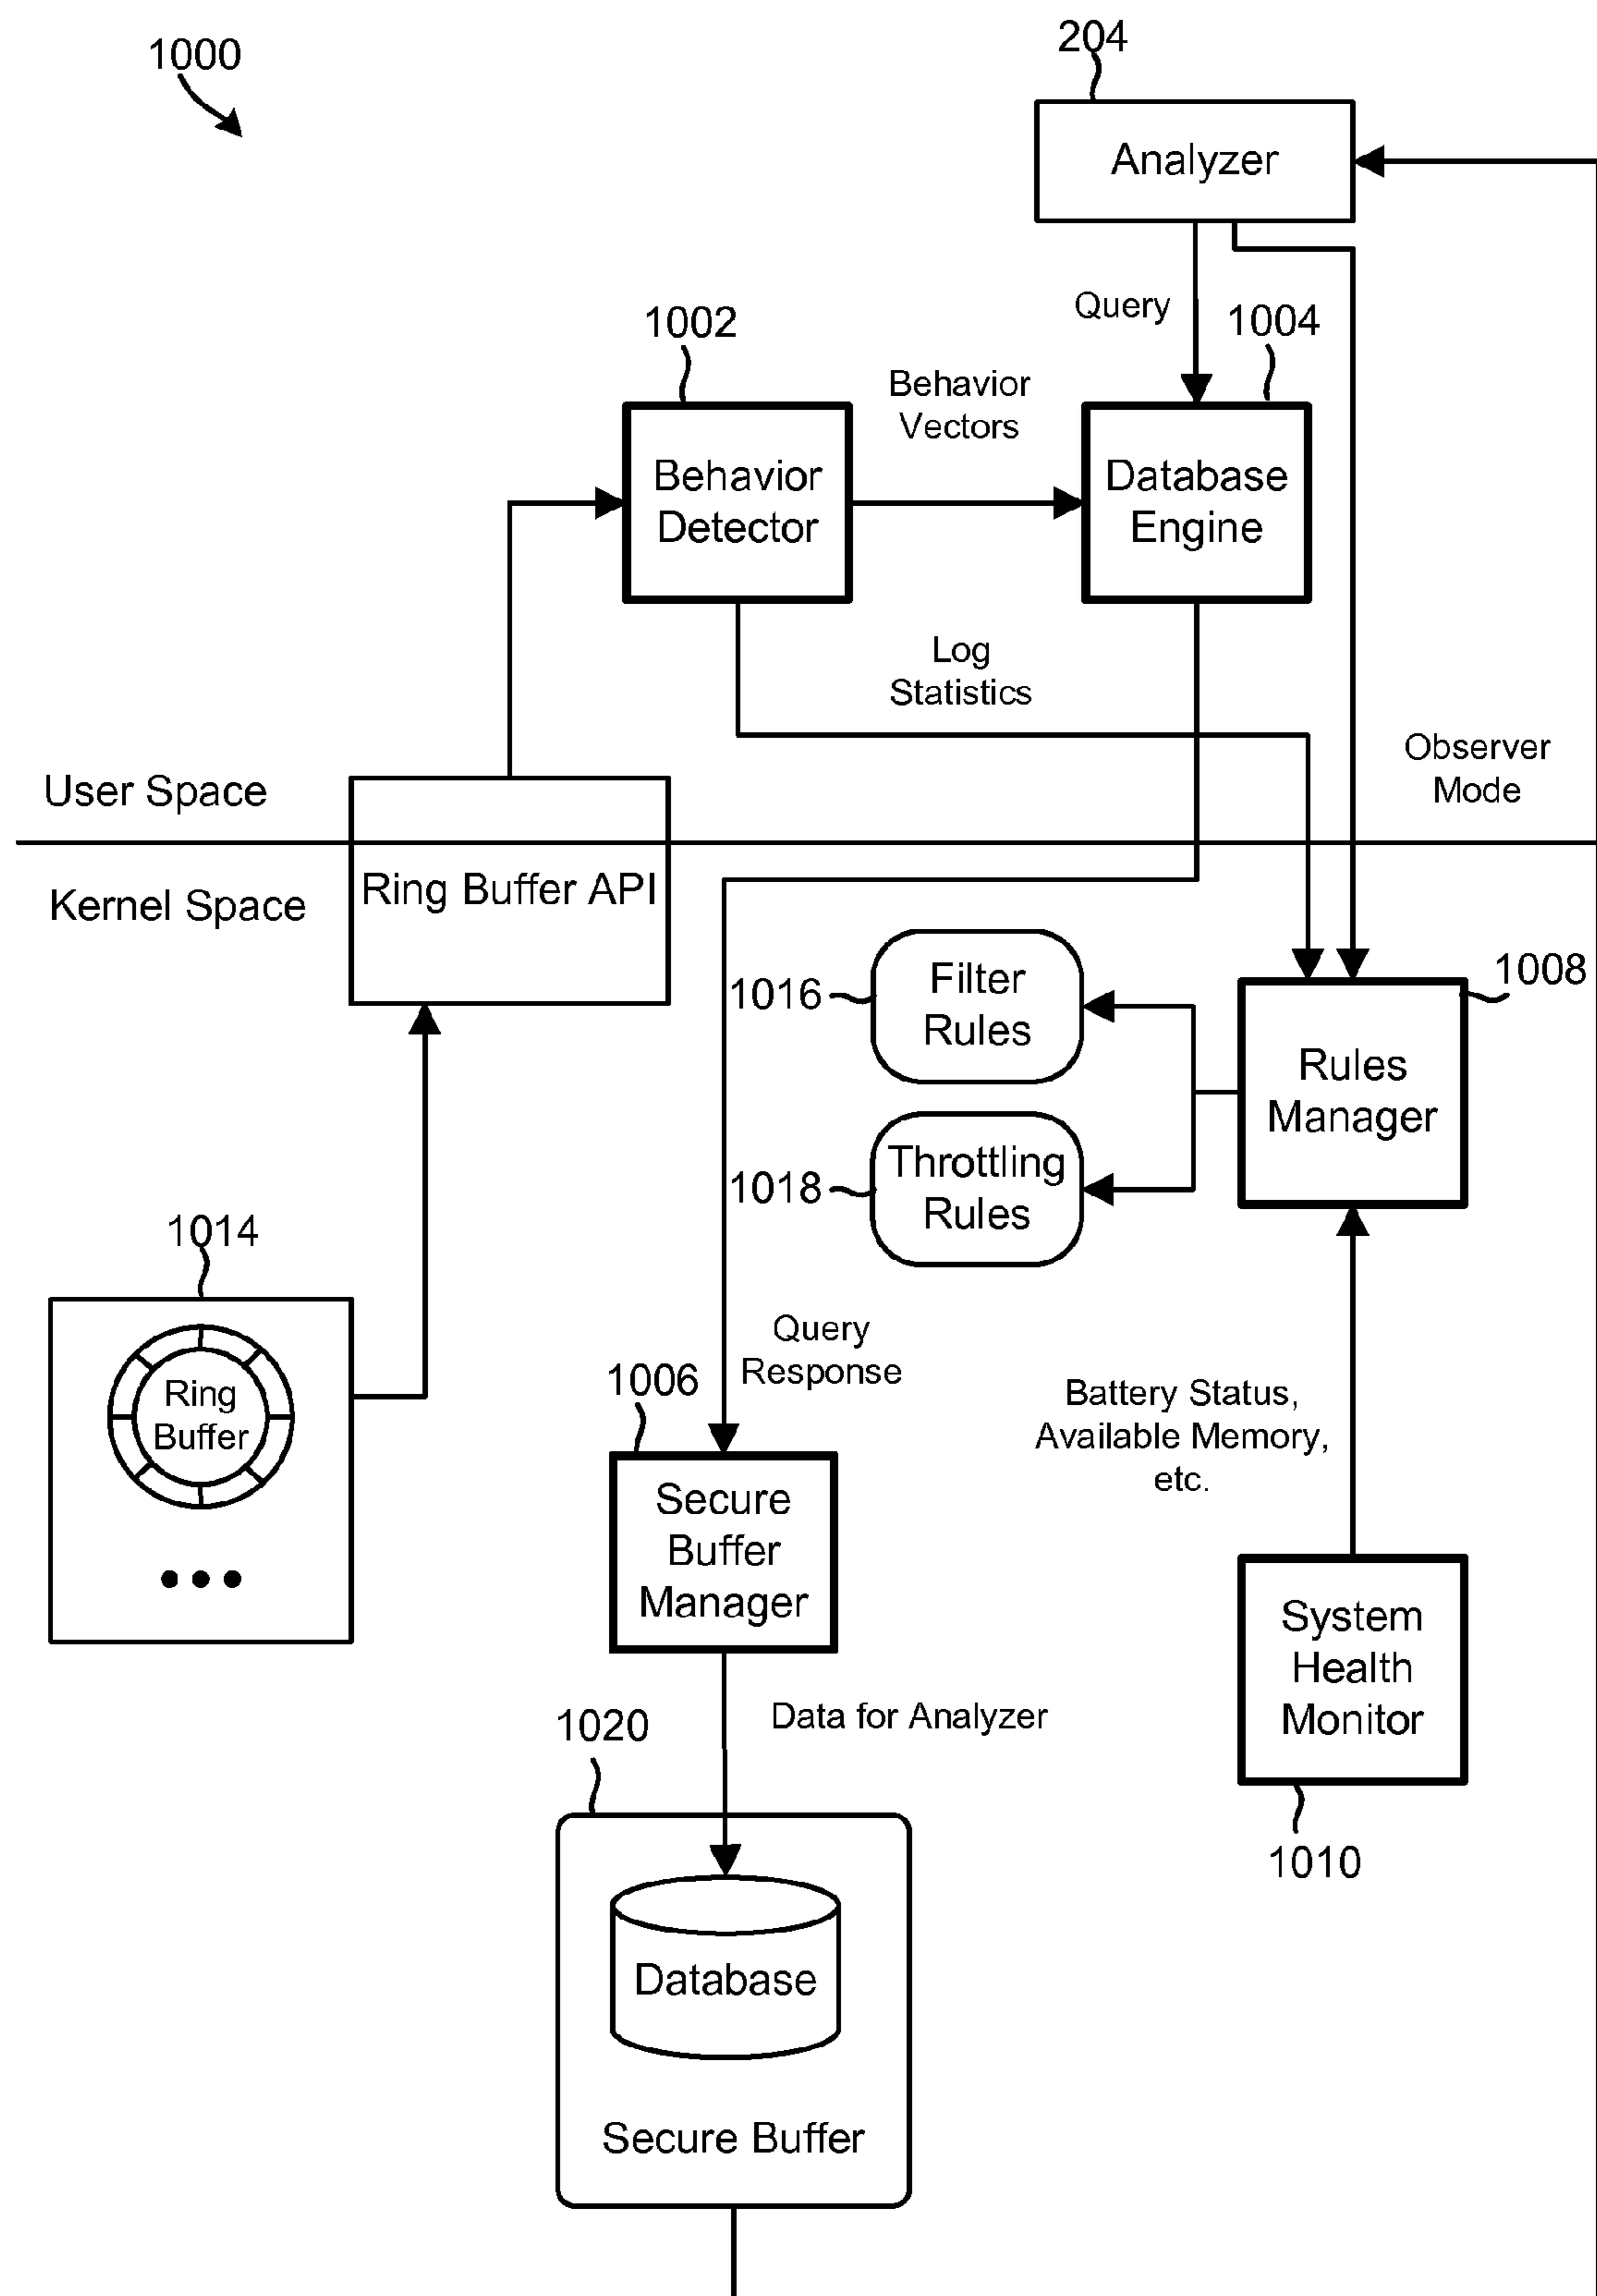 1000
204
Analyzer
Query
1004
1002
Behavior
Vectors
Behavior
Detector
Database
Engine
Log
Statistics
Observer
Mode
User Space
Kernel Space
Ring Buffer API
1016
Filter
Rules
1008
Rules
Manager
1018
Throttling
Rules
1014
Ring
Buffer
Query
Response
1006
Battery Status,
Available Memory,
etc.
Secure
Buffer
Manager
System
Health
Monitor
1010
Data for Analyzer
1020
Database
Secure Buffer